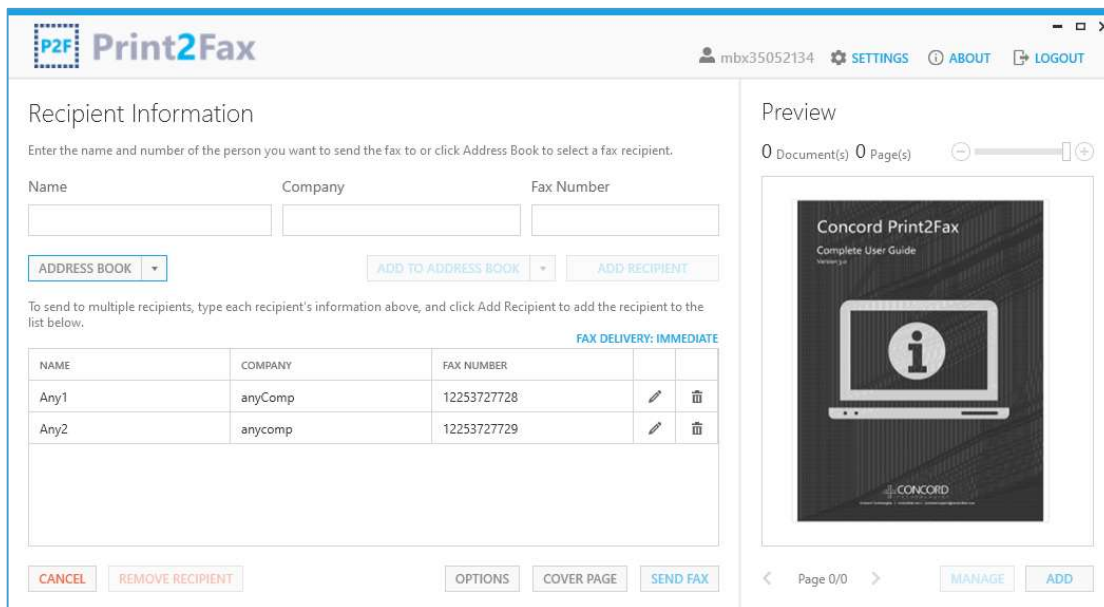 P2F Print2Fax
mbx35052134 SETTINGS ABOUT LOGOUT
Recipient Information
Enter the name and number of the person you want to send the fax to or click Address Book to select a fax recipient.
Name Company Fax Number
ADDRESS BOOK ADD TO ADDRESS BOOK ADD RECIPIENT
To send to multiple recipients, type each recipient's information above, and click Add Recipient to add the recipient to the
list below.
FAX DELIVERY: IMMEDIATE
NAME COMPANY FAX NUMBER
Any1 anyComp 12253727728
Any2 anycomp 12253727729
CANCEL REMOVE RECIPIENT OPTIONS COVER PAGE SEND FAX
Preview
0 Document(s) 0 Page(s)
Concord Print2Fax
Complete User Guide
CONCORD
Page 0/0 MANAGE ADD